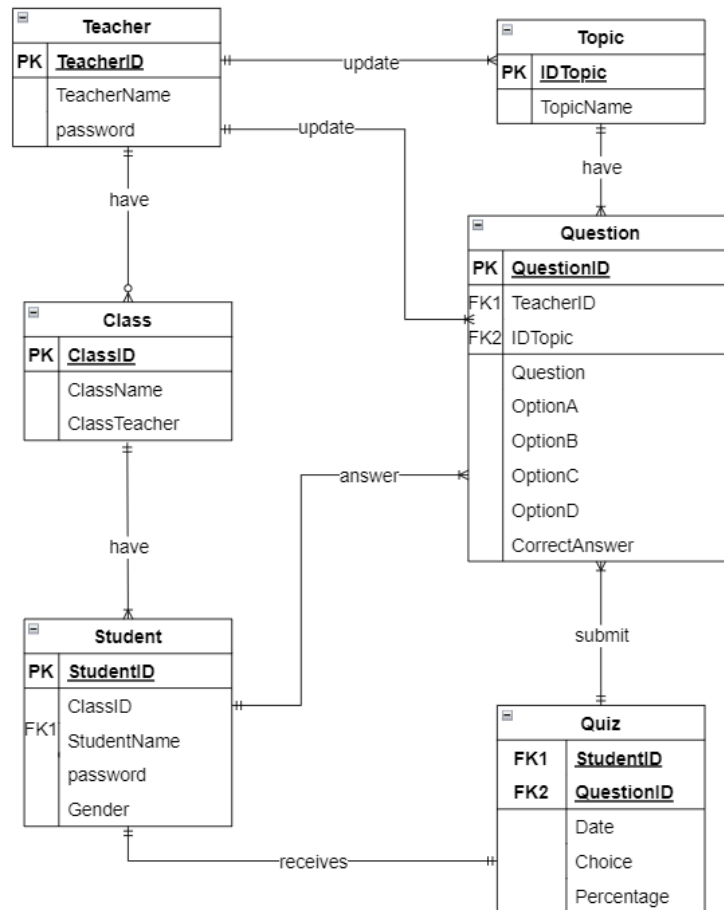 Teacher
PK TeacherID
TeacherName
password
update
Topic
PK IDTopic
TopicName
update
have
have
Question
PK QuestionID
FK1 TeacherID
FK2 IDTopic
Question
OptionA
OptionB
OptionC
OptionD
CorrectAnswer
Class
PK ClassID
ClassName
ClassTeacher
answer
have
submit
Student
PK StudentID
ClassID
FK1
StudentName
password
Gender
Quiz
FK1 StudentID
FK2 QuestionID
Date
Choice
Percentage
receives